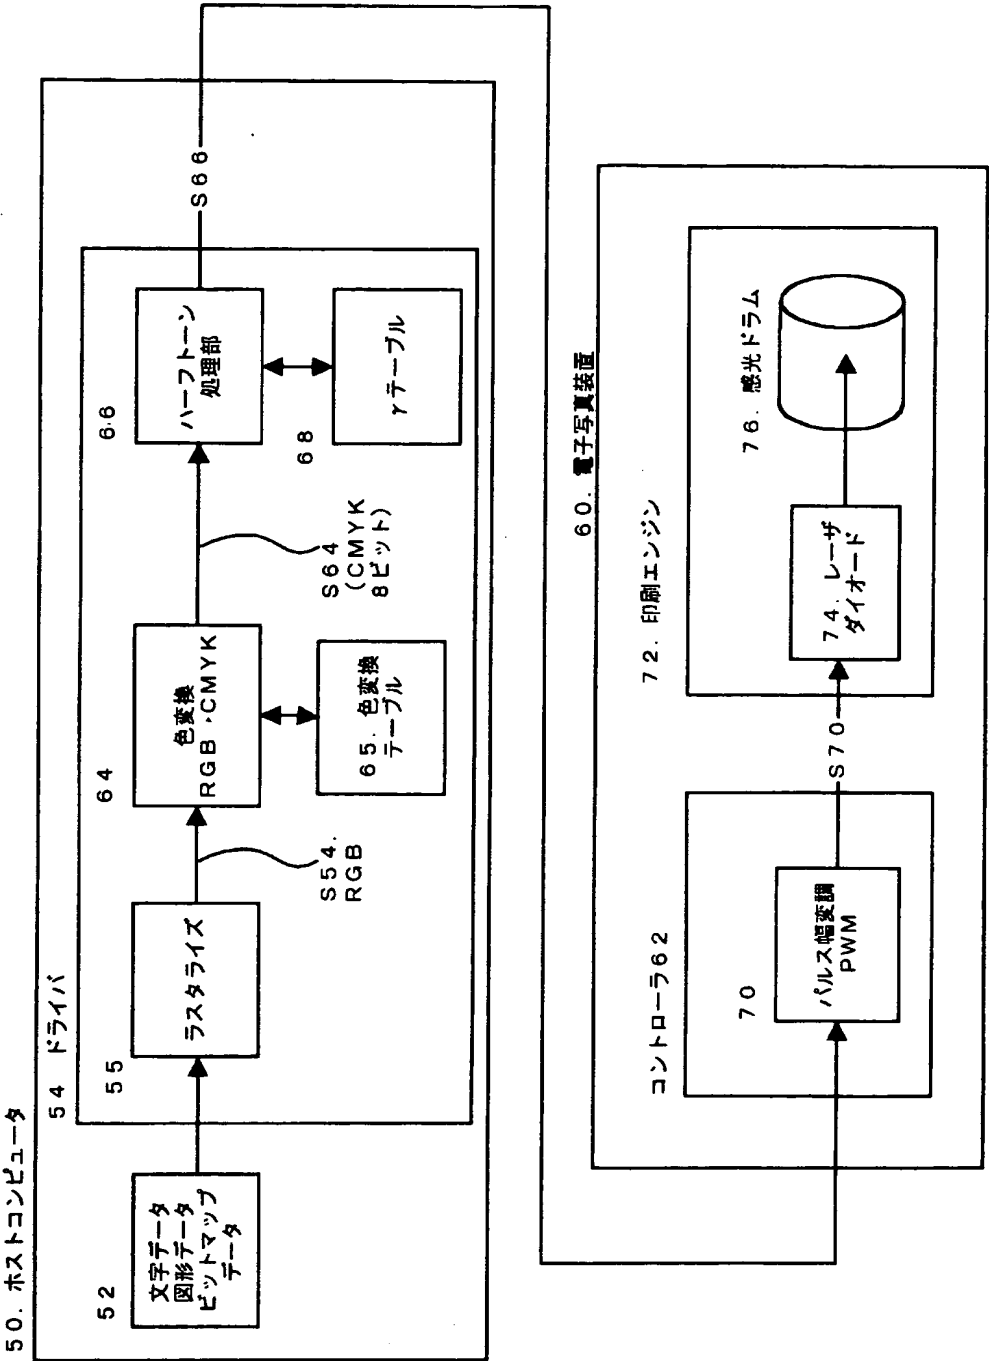 50. ホストコンピュータ
54 ドライバ
52
文字データ
図形データ
ビットマップ
データ
55
ラスタライズ
S54.
RGB
64
色変換
RGB→CMYK
65. 色変換
テーブル
S64
(CMYK
8ビット)
66
ハーフトーン
処理部
68
γテーブル
S66
60. 電子写真装置
コントローラ62
70
パルス幅変調
PWM
S70
72. 印刷エンジン
74. レーザ
ダイオード
76. 感光ドラム